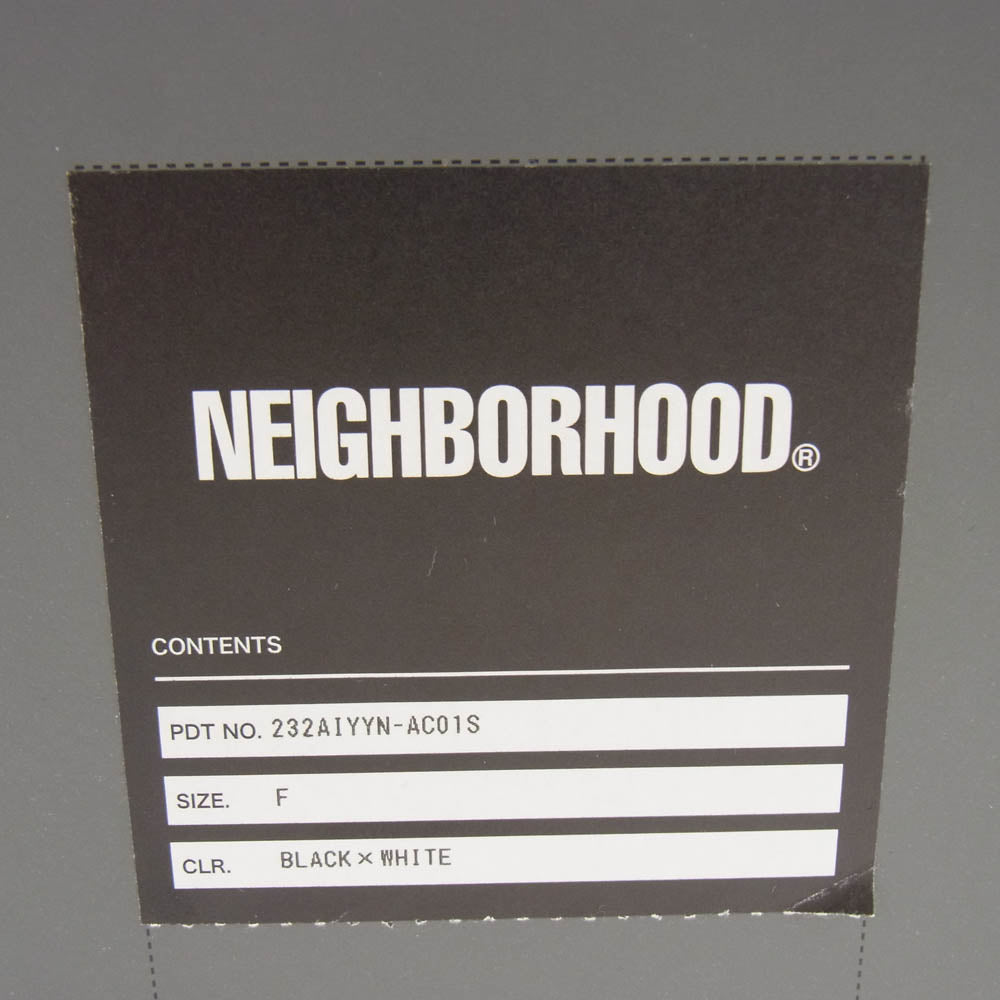 NEIGHBORHOOD®
CONTENTS
PDT NO. 232AIYYN-AC01S
SIZE. F
CLR. BLACK×WHITE